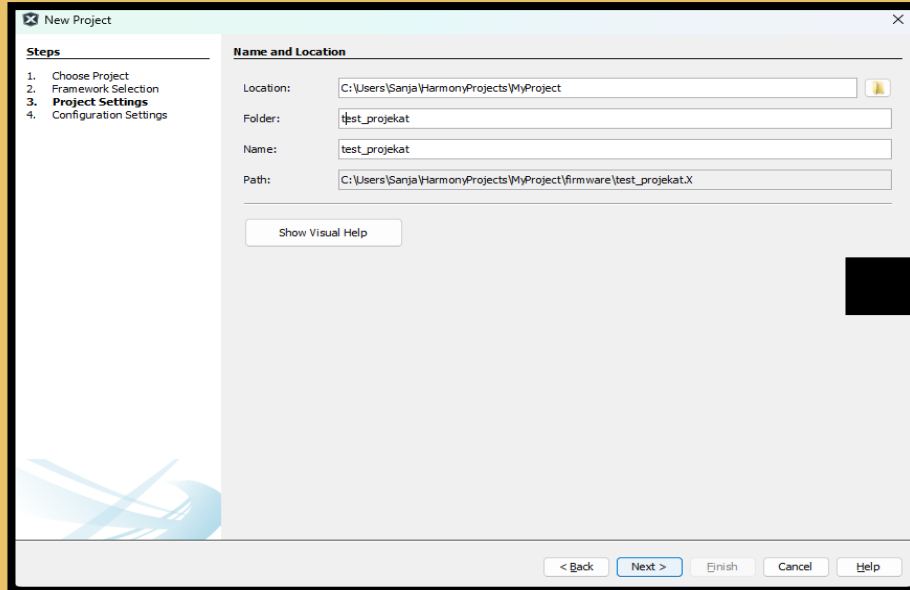 New Project
Steps
1. Choose Project
2. Framework Selection
3. Project Settings
4. Configuration Settings
Name and Location
Location: C:\Users\Sanja\HarmonyProjects\MyProject
Folder: test_projekat
Name: test_projekat
Path: C:\Users\Sanja\HarmonyProjects\MyProject\firmware\test_projekat.X
Show Visual Help
< Back Next > Finish Cancel Help